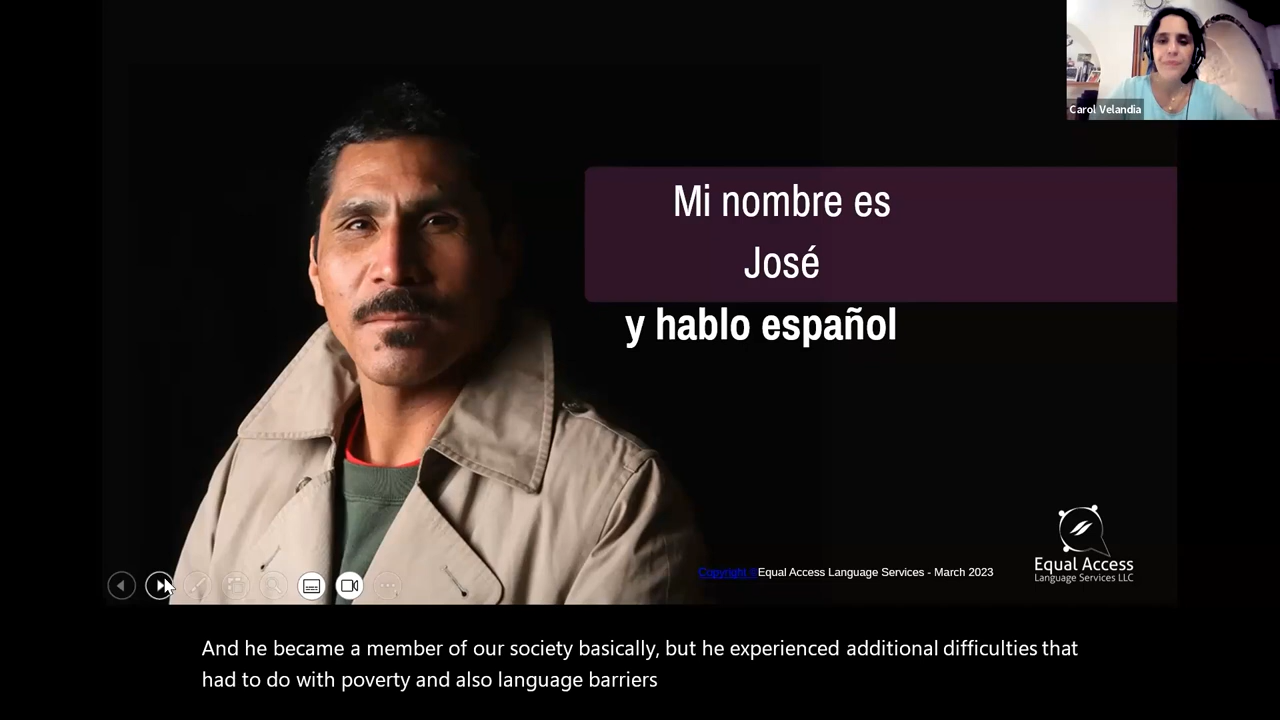 Carol Velandia
Mi nombre es
José
y hablo español
Copyright ©Equal Access Language Services - March 2023
Equal Access
Language Services LLC
And he became a member of our society basically, but he experienced additional difficulties that
had to do with poverty and also language barriers